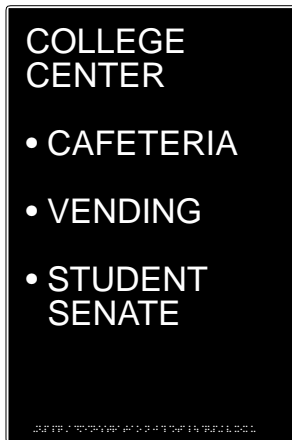 COLLEGE
CENTER
• CAFETERIA
• VENDING
• STUDENT
SENATE